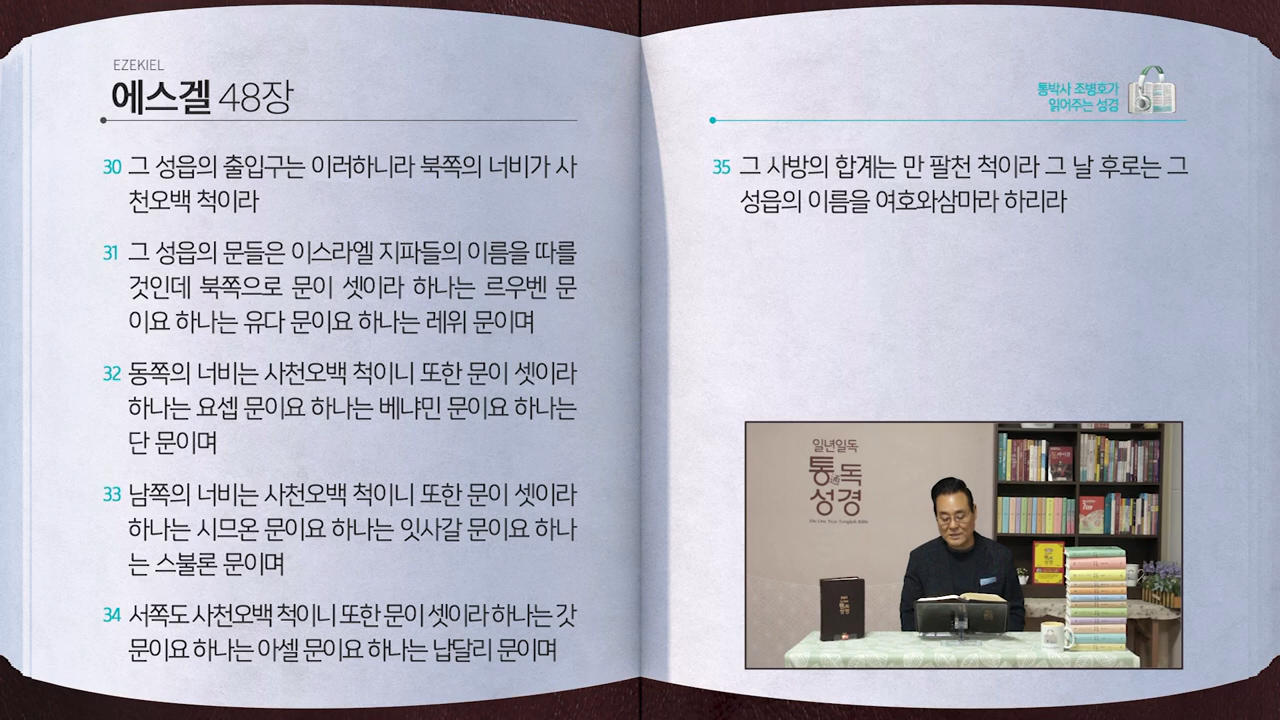 EZEKIEL
에스겔 48장
30 그 성읍의 출입구는 이러하니라 북쪽의 너비가 사
천오백 척이라
31 그 성읍의 문들은 이스라엘 지파들의 이름을 따를
것인데 북쪽으로 문이 셋이라 하나는 르우벤 문
이요 하나는 유다 문이요 하나는 레위 문이며
32 동쪽의 너비는 사천오백 척이니 또한 문이 셋이라
하나는 요셉 문이요 하나는 베냐민 문이요 하나는
단 문이며
33 남쪽의 너비는 사천오백 척이니 또한 문이 셋이라
하나는 시므온 문이요 하나는 잇사갈 문이요 하나
는 스불론 문이며
34 서쪽도 사천오백 척이니 또한 문이 셋이라 하나는 갓
문이요 하나는 아셀 문이요 하나는 납달리 문이며
통박사 조병호가
읽어주는 성경
35 그 사방의 합계는 만 팔천 척이라 그 날 후로는 그
성읍의 이름을 여호와삼마라 하리라
일년일독
통독
성경
The One Year Tongdok Bible